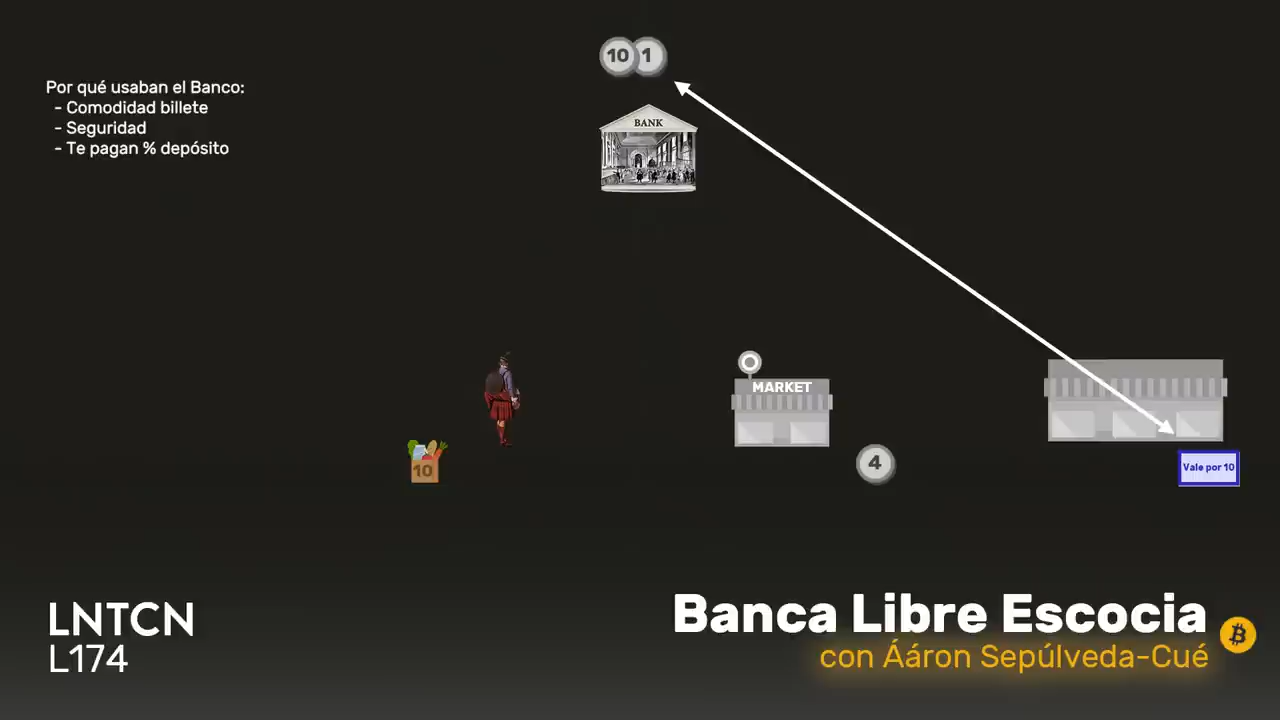 10 1
Por qué usaban el Banco:
- Comodidad billete
- Seguridad
- Te pagan % depósito
BANK
MARKET
10
4
Vale por 10
LNTCN
L174
Banca Libre Escocia
con Ááron Sepúlveda-Cué